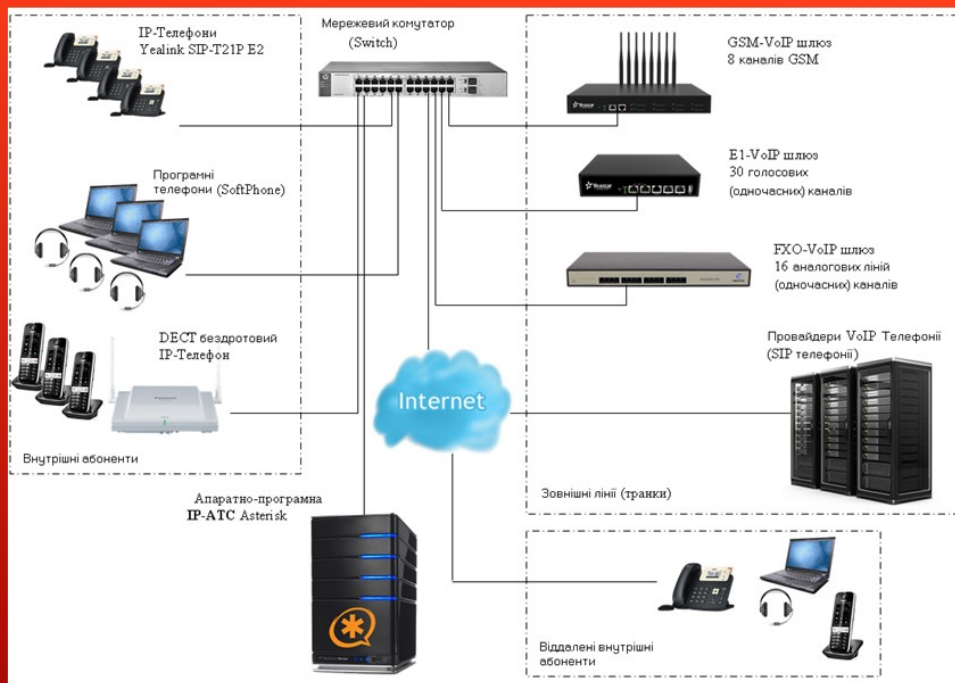 IP-Телефони
Yealink SIP-T21P E2
Мережевий комутатор
(Switch)
GSM-VoIP шлюз
8 каналів GSM
E1-VoIP шлюз
30 голосових
(одночасних) каналів
Програмні
телефони (SoftPhone)
FXO-VoIP шлюз
16 аналогових ліній
(одночасних) каналів
DECT бездротовий
IP-Телефон
Провайдери VoIP Телефонії
(SIP телефонії)
Internet
Внутрішні абоненти
Зовнішні лінії (транки)
Апаратно-програмна
IP-АТС Asterisk
Віддалені внутрішні
абоненти